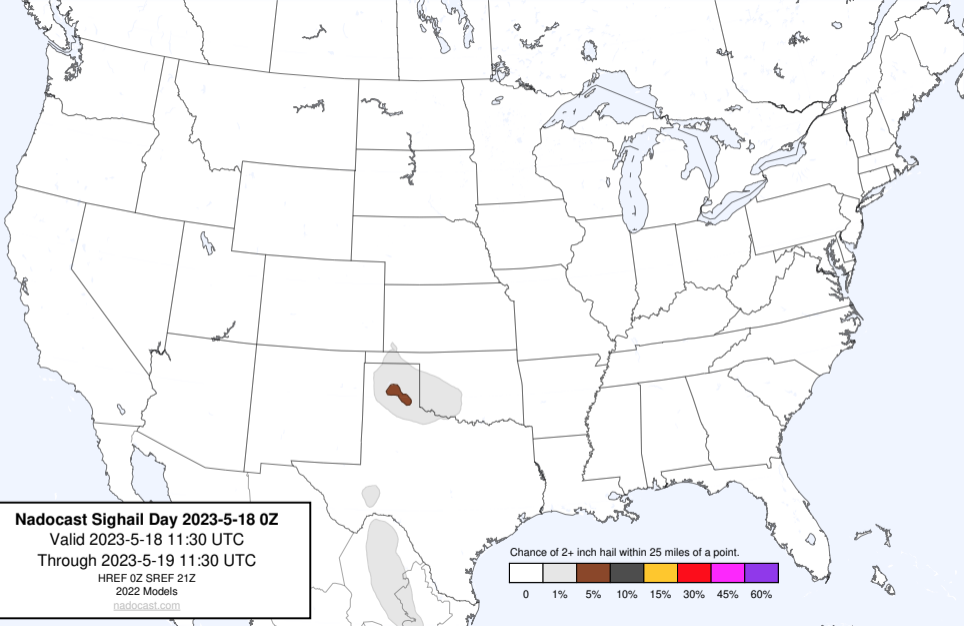 Nadocast Sighail Day 2023-5-18 0Z
Valid 2023-5-18 11:30 UTC
Through 2023-5-19 11:30 UTC
HREF 0Z SREF 21Z
2022 Models
nadocast.com
Chance of 2+ inch hail within 25 miles of a point.
0 1% 5% 10% 15% 30% 45% 60%